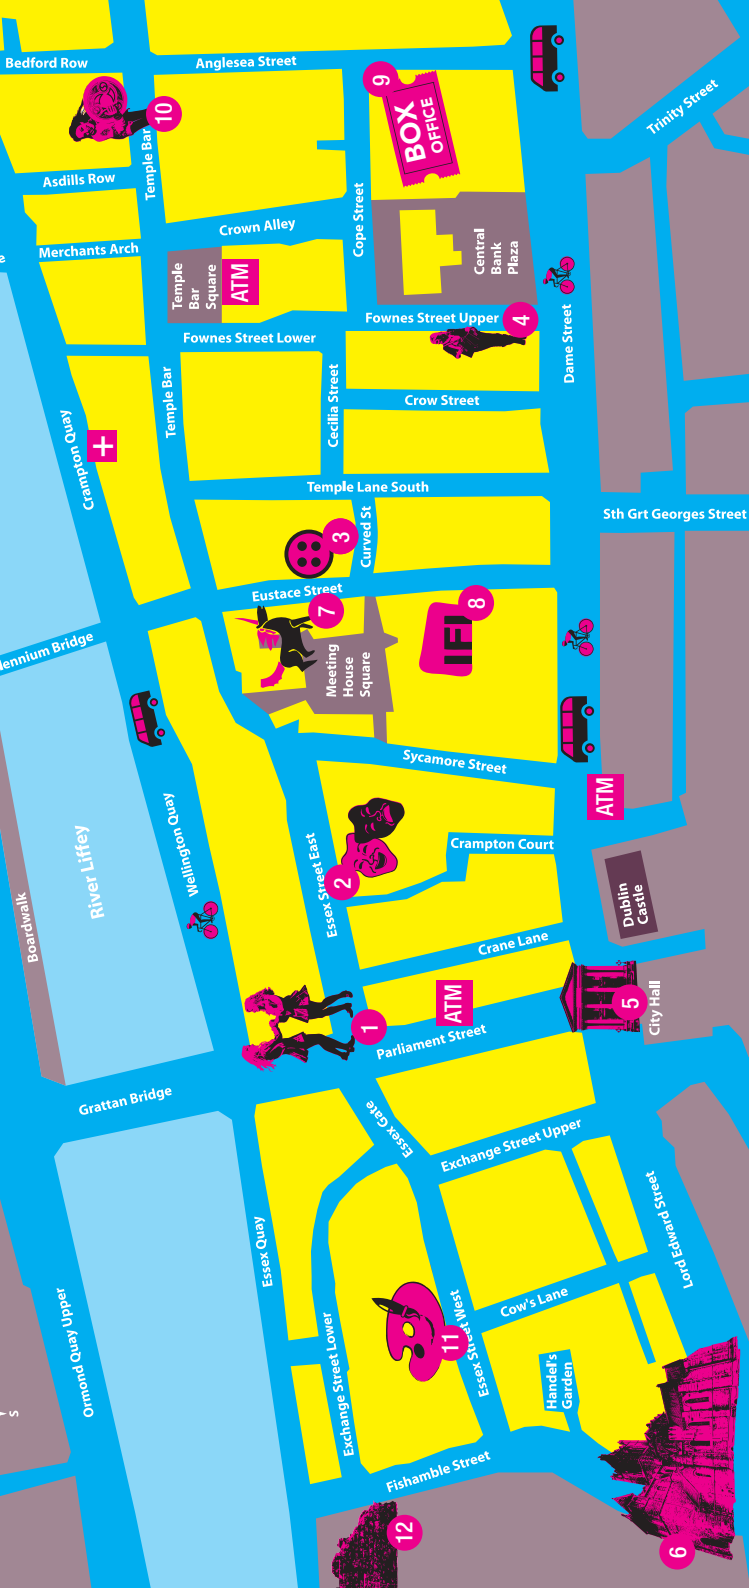 Bedford Row
Anglesea Street
Trinity Street
10
9
BOX
OFFICE
Temple Bar
Asdills Row
Cope Street
Crown Alley
Merchants Arch
e
Temple
Bar
Square
ATM
Central
Bank
Plaza
Fownes Street Upper
4
Dame Street
Fownes Street Lower
Temple Bar
Cecilia Street
Crow Street
Crampton Quay
+
Temple Lane South
Sth Grt Georges Street
3
Curved St
Eustace Street
7
8
IFI
lennium Bridge
Meeting
House
Square
Sycamore Street
ATM
Wellington Quay
River Liffey
Boardwalk
Essex Street East
2
Crampton Court
Dublin
Castle
Crane Lane
ATM
5
City Hall
1
Parliament Street
Grattan Bridge
Essex Gate
Exchange Street Upper
Lord Edward Street
Essex Quay
Cow's Lane
Ormond Quay Upper
Exchange Street Lower
11
Essex Street West
Handel's
Garden
s
Fishamble Street
12
6